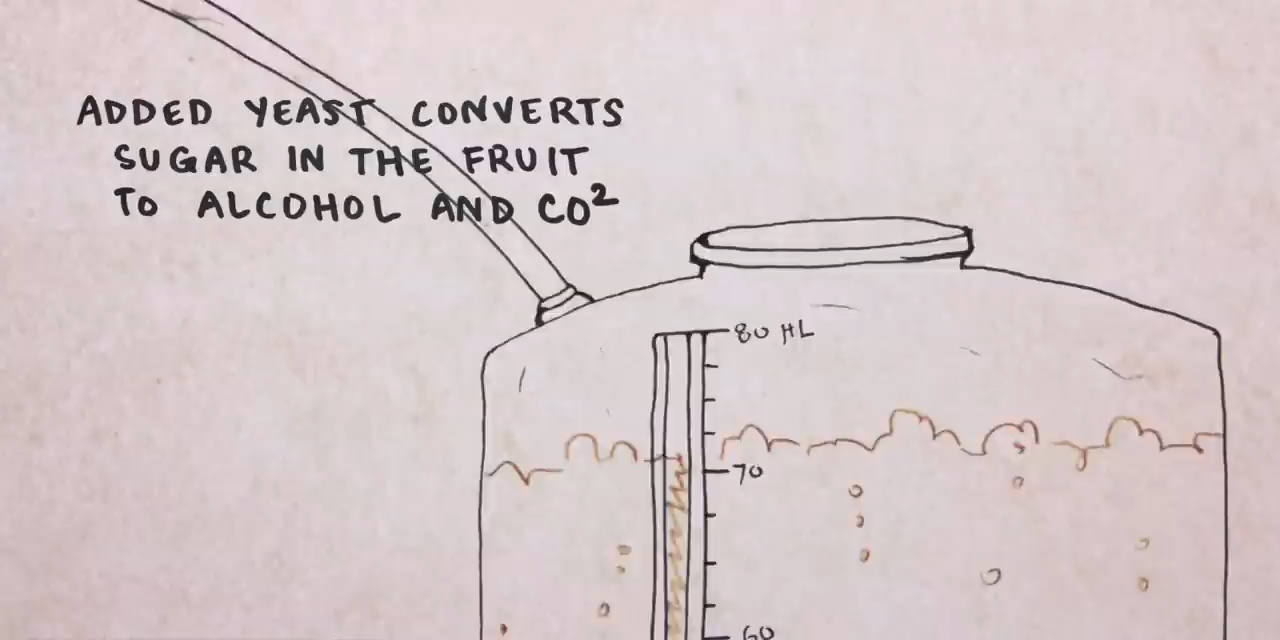 ADDED YEAST CONVERTS
SUGAR IN THE FRUIT
TO ALCOHOL AND CO²
80 HL
70
60